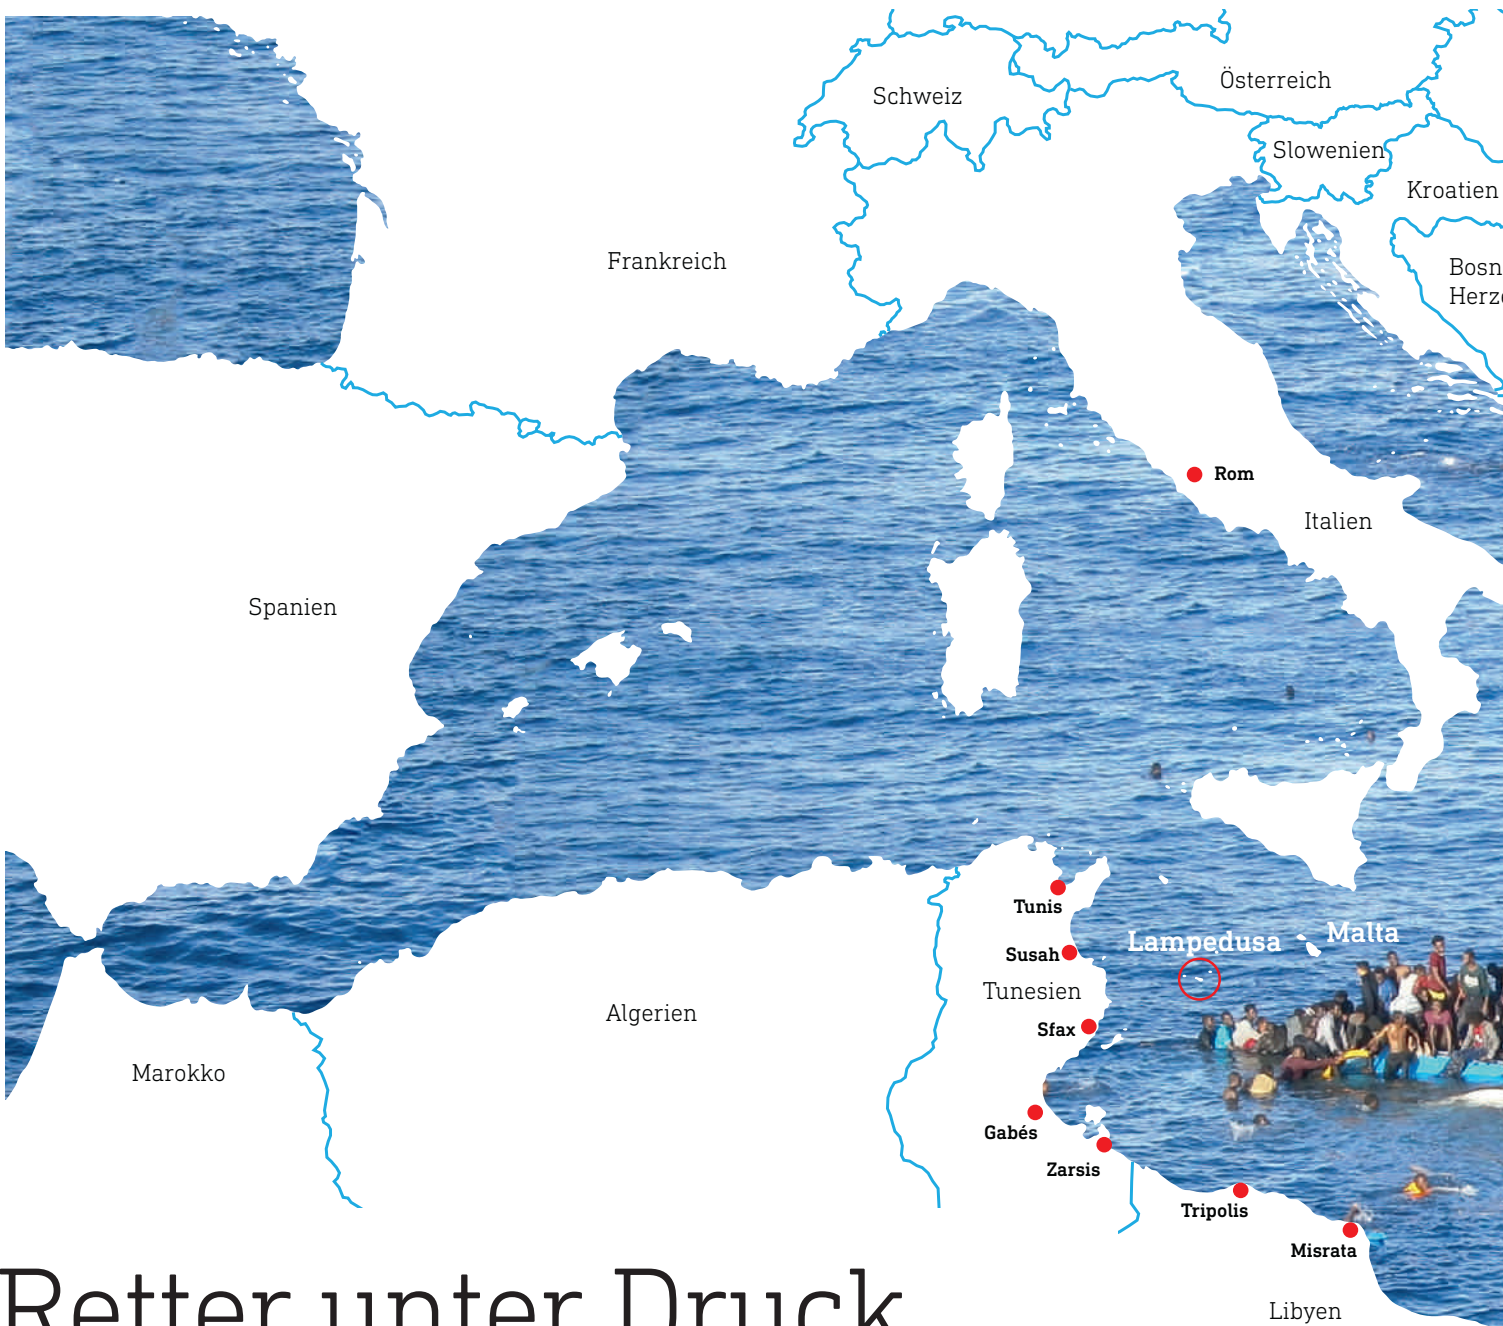 Österreich
Schweiz
Slowenien
Kroatien
Frankreich
Bosn
Herze
Rom
Italien
Spanien
Tunis
Lampedusa
Malta
Susah
Tunesien
Algerien
Sfax
Marokko
Gabés
Zarsis
Tripolis
Misrata
Retter unter Druck
Libyen